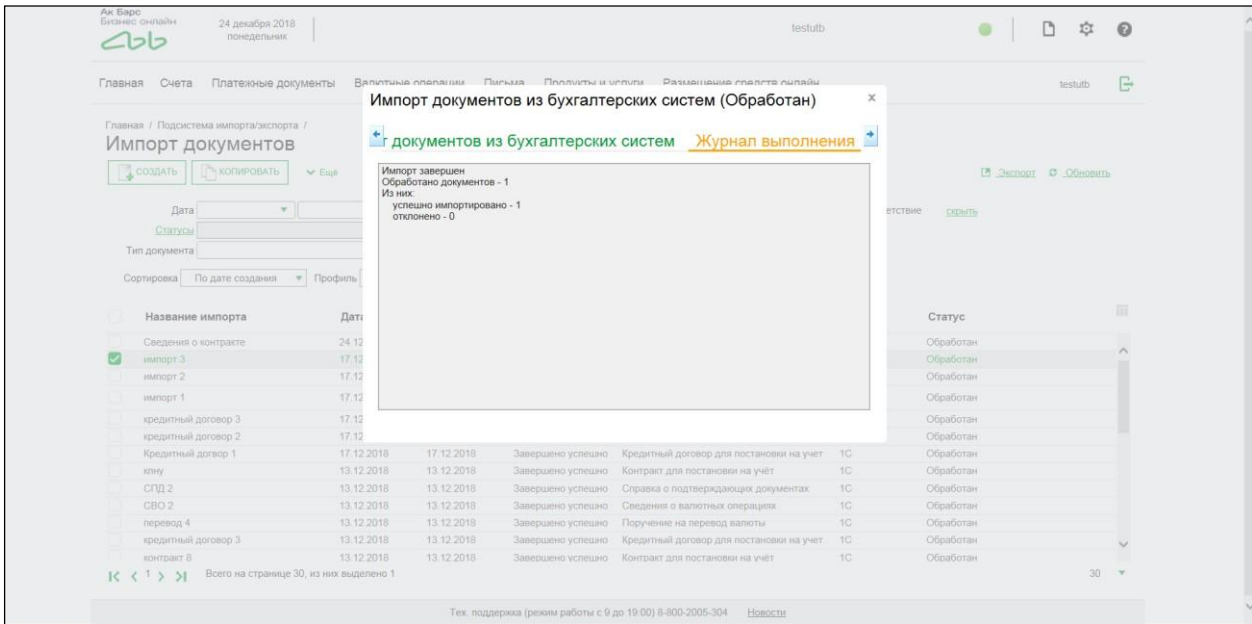 Ак Барс
Бизнес онлайн
24 декабря 2018
понедельник
testutb
Главная Счета Платежные документы Валютные операции Письма Продукты и услуги Размещение средств онлайн testutb
Импорт документов из бухгалтерских систем (Обработан) x
Главная / Подсистема импорта/экспорта /
Импорт документов
т документов из бухгалтерских систем Журнал выполнения
СОЗДАТЬ КОПИРОВАТЬ Еще Экспорт Обновить
Импорт завершен
Обработано документов - 1
Из них:
успешно импортировано - 1
отклонено - 0
Дата етствие скрыть
Статусы
Тип документа
Сортировка По дате создания Профиль
Название импорта Дата Статус
Сведения о контракте 24.12 Обработан
импорт 3 17.12 Обработан
импорт 2 17.12 Обработан
импорт 1 17.12 Обработан
кредитный договор 3 17.12 Обработан
кредитный договор 2 17.12 Обработан
Кредитный догвор 1 17.12.2018 17.12.2018 Завершено успешно Кредитный договор для постановки на учет 1С Обработан
кпну 13.12.2018 13.12.2018 Завершено успешно Контракт для постановки на учёт 1С Обработан
СПД 2 13.12.2018 13.12.2018 Завершено успешно Справка о подтверждающих документах 1С Обработан
СВО 2 13.12.2018 13.12.2018 Завершено успешно Сведения о валютных операциях 1С Обработан
перевод 4 13.12.2018 13.12.2018 Завершено успешно Поручение на перевод валюты 1С Обработан
кредитный договор 3 13.12.2018 13.12.2018 Завершено успешно Кредитный договор для постановки на учет 1С Обработан
контракт 8 13.12.2018 13.12.2018 Завершено успешно Контракт для постановки на учёт 1С Обработан
1 Всего на странице 30, из них выделено 1 30
Тех. поддержка (режим работы с 9 до 19:00) 8-800-2005-304 Новости